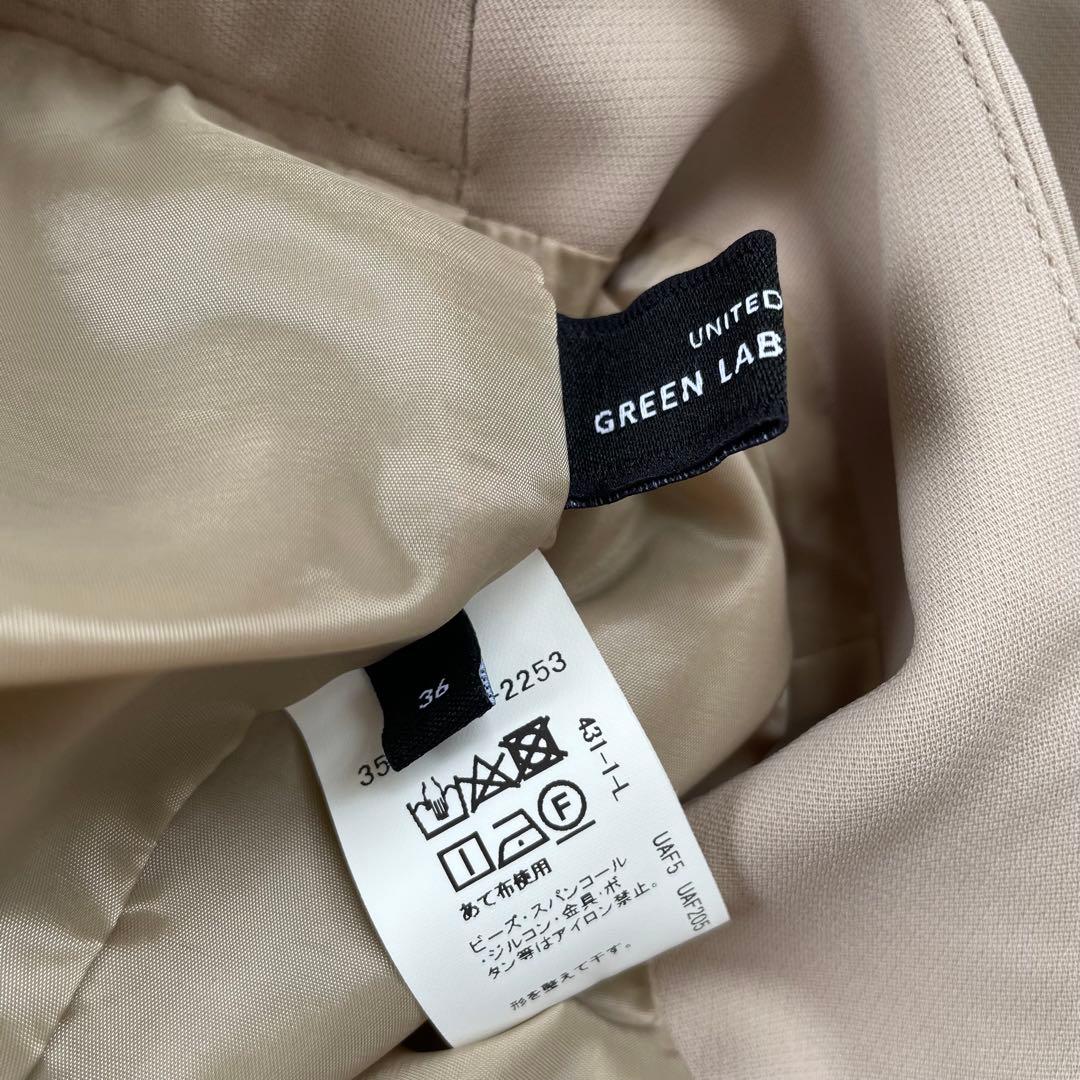 UNITED
GREEN LAB
36
35
-2253
431-1-L
F
あて布使用
ビーズ・スパンコール
・ジルコン・金具・ボ
タン等はアイロン禁止。
形を整えて干す。
UAF5 UAF205